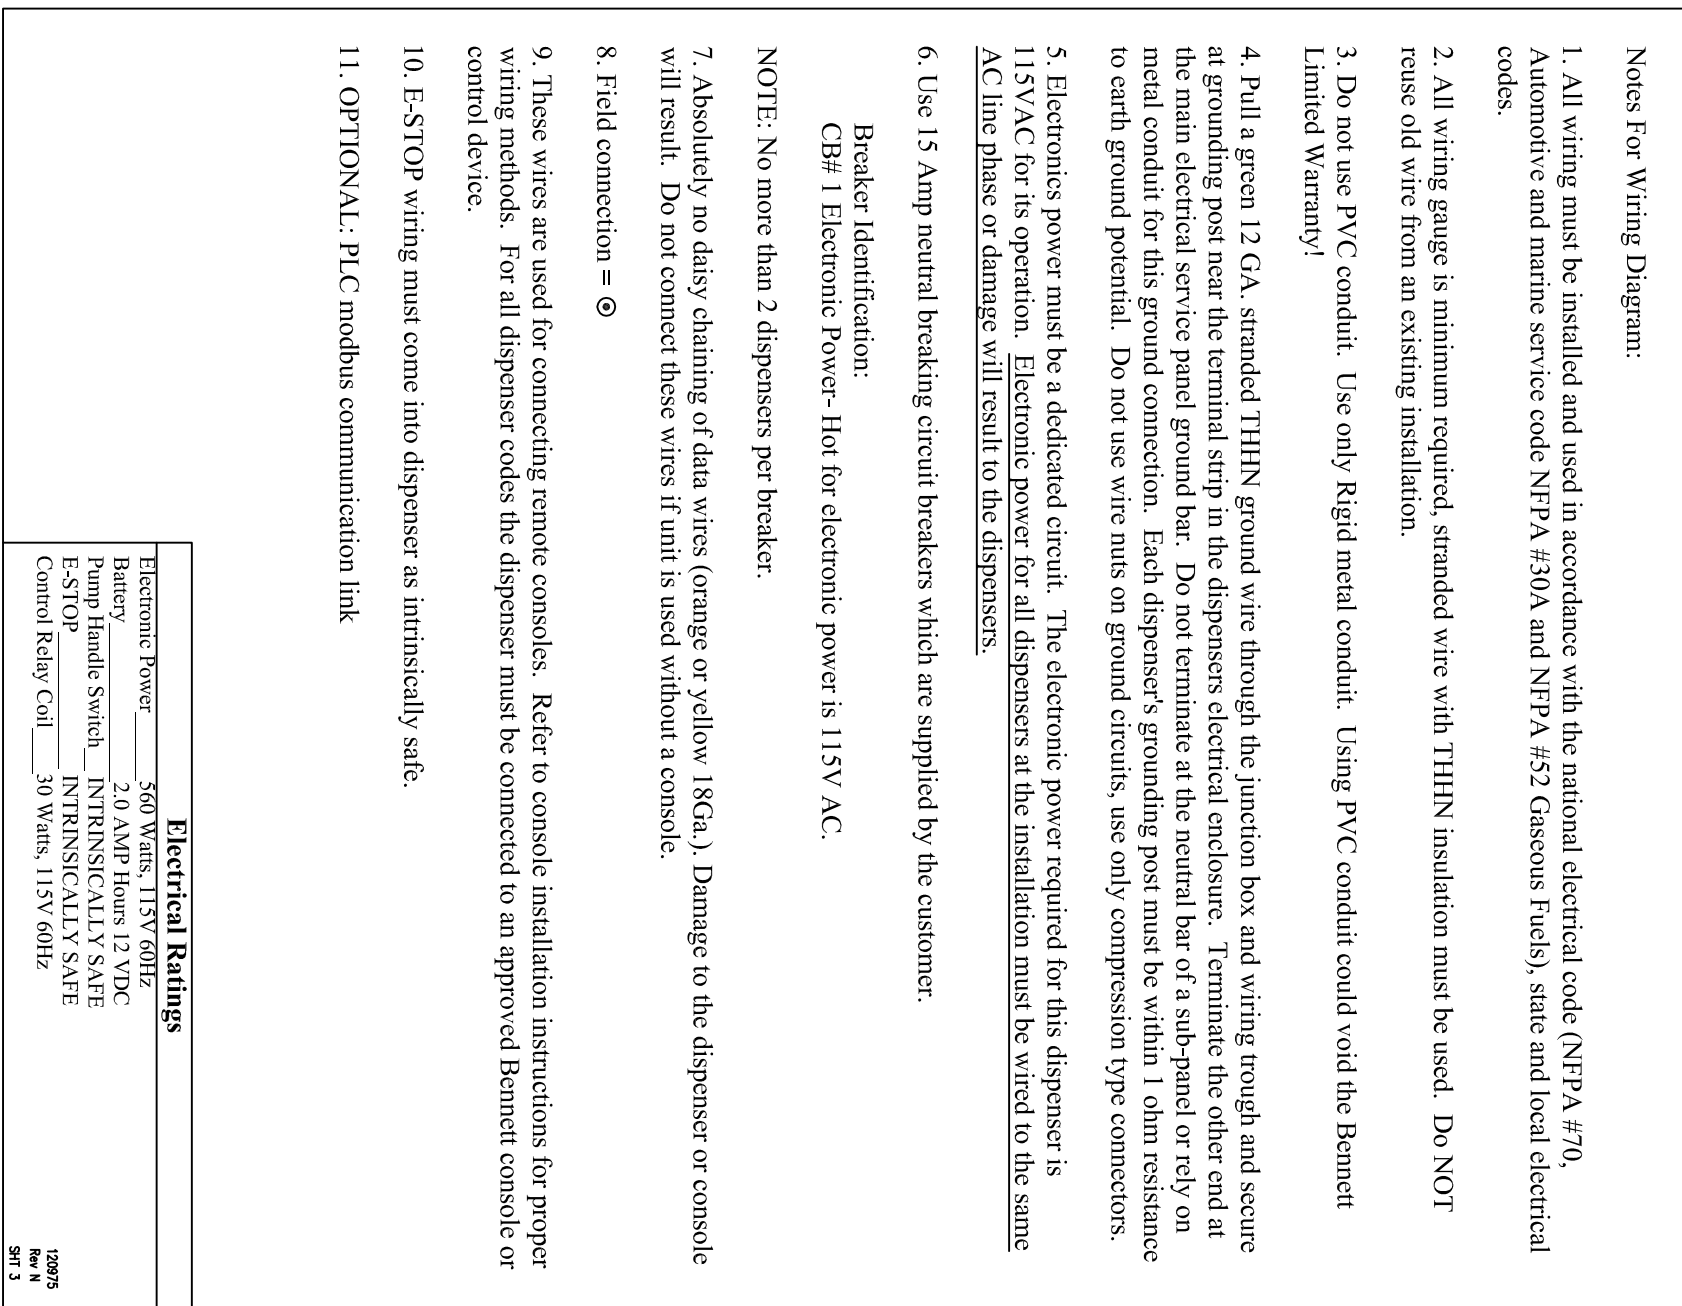 Notes For Wiring Diagram:
1. All wiring must be installed and used in accordance with the national electrical code (NFPA #70,
Automotive and marine service code NFPA #30A and NFPA #52 Gaseous Fuels), state and local electrical
codes.
2. All wiring gauge is minimum required, stranded wire with THHN insulation must be used. Do NOT
reuse old wire from an existing installation.
3. Do not use PVC conduit. Use only Rigid metal conduit. Using PVC conduit could void the Bennett
Limited Warranty!
4. Pull a green 12 GA. stranded THHN ground wire through the junction box and wiring trough and secure
at grounding post near the terminal strip in the dispensers electrical enclosure. Terminate the other end at
the main electrical service panel ground bar. Do not terminate at the neutral bar of a sub-panel or rely on
metal conduit for this ground connection. Each dispenser's grounding post must be within 1 ohm resistance
to earth ground potential. Do not use wire nuts on ground circuits, use only compression type connectors.
5. Electronics power must be a dedicated circuit. The electronic power required for this dispenser is
115VAC for its operation. Electronic power for all dispensers at the installation must be wired to the same
AC line phase or damage will result to the dispensers.
6. Use 15 Amp neutral breaking circuit breakers which are supplied by the customer.
Breaker Identification:
CB# 1 Electronic Power- Hot for electronic power is 115V AC.
NOTE: No more than 2 dispensers per breaker.
7. Absolutely no daisy chaining of data wires (orange or yellow 18Ga.). Damage to the dispenser or console
will result. Do not connect these wires if unit is used without a console.
8. Field connection = ⊙
9. These wires are used for connecting remote consoles. Refer to console installation instructions for proper
wiring methods. For all dispenser codes the dispenser must be connected to an approved Bennett console or
control device.
10. E-STOP wiring must come into dispenser as intrinsically safe.
11. OPTIONAL: PLC modbus communication link
Electrical Ratings
Electronic Power 560 Watts, 115V 60Hz
Battery 2.0 AMP Hours 12 VDC
Pump Handle Switch INTRINSICALLY SAFE
E-STOP INTRINSICALLY SAFE
Control Relay Coil 30 Watts, 115V 60Hz
120975
Rev N
SHT 3